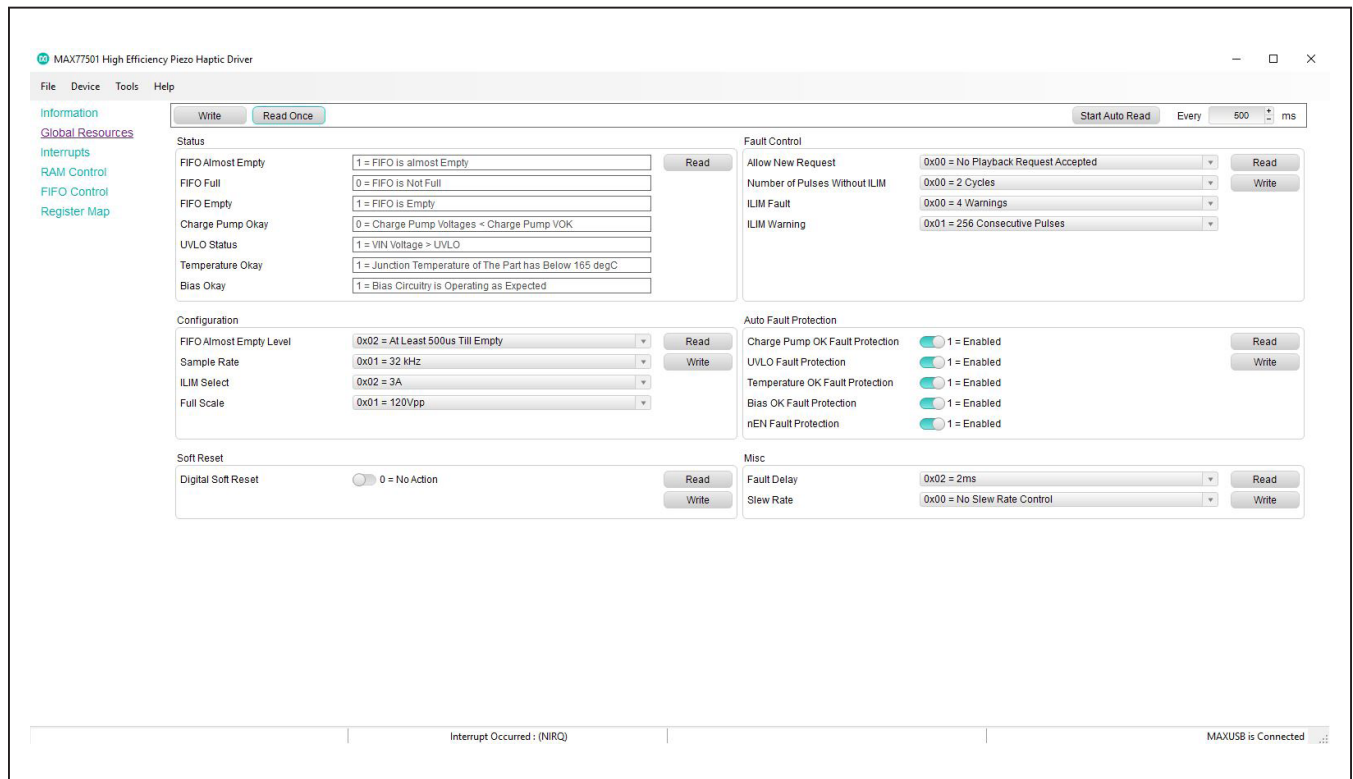 MAX77501 High Efficiency Piezo Haptic Driver
File Device Tools Help
Information
Global Resources
Interrupts
RAM Control
FIFO Control
Register Map
Write Read Once Start Auto Read Every 500 ms
Status
FIFO Almost Empty 1 = FIFO is almost Empty Read
FIFO Full 0 = FIFO is Not Full
FIFO Empty 1 = FIFO is Empty
Charge Pump Okay 0 = Charge Pump Voltages < Charge Pump VOK
UVLO Status 1 = VIN Voltage > UVLO
Temperature Okay 1 = Junction Temperature of The Part has Below 165 degC
Bias Okay 1 = Bias Circuitry is Operating as Expected
Fault Control
Allow New Request 0x00 = No Playback Request Accepted Read
Number of Pulses Without ILIM 0x00 = 2 Cycles Write
ILIM Fault 0x00 = 4 Warnings
ILIM Warning 0x01 = 256 Consecutive Pulses
Configuration
FIFO Almost Empty Level 0x02 = At Least 500us Till Empty Read
Sample Rate 0x01 = 32 kHz Write
ILIM Select 0x02 = 3A
Full Scale 0x01 = 120Vpp
Auto Fault Protection
Charge Pump OK Fault Protection 1 = Enabled Read
UVLO Fault Protection 1 = Enabled Write
Temperature OK Fault Protection 1 = Enabled
Bias OK Fault Protection 1 = Enabled
nEN Fault Protection 1 = Enabled
Soft Reset
Digital Soft Reset 0 = No Action Read
Write
Misc
Fault Delay 0x02 = 2ms Read
Slew Rate 0x00 = No Slew Rate Control Write
Interrupt Occurred : (NIRQ) MAXUSB is Connected